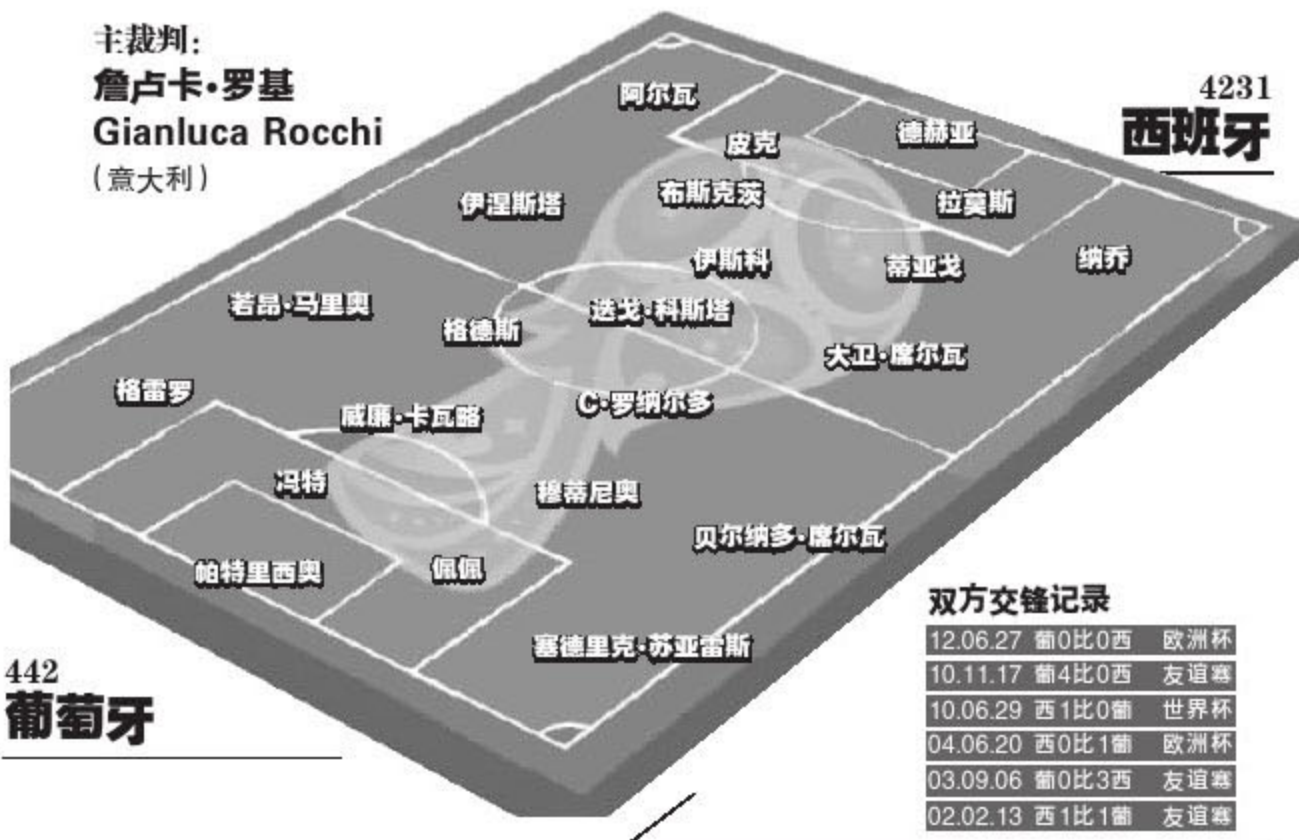 主裁判：
詹卢卡·罗基
Gianluca Rocchi
（意大利）
4231
西班牙
阿尔瓦
皮克
德赫亚
伊涅斯塔
布斯克茨
拉莫斯
伊斯科
蒂亚戈
纳乔
若昂·马里奥
格德斯
迭戈·科斯塔
大卫·席尔瓦
格雷罗
威廉·卡瓦略
C·罗纳尔多
冯特
穆蒂尼奥
贝尔纳多·席尔瓦
帕特里西奥
佩佩
塞德里克·苏亚雷斯
442
葡萄牙
双方交锋记录
12.06.27 葡0比0西 欧洲杯
10.11.17 葡4比0西 友谊赛
10.06.29 西1比0葡 世界杯
04.06.20 西0比1葡 欧洲杯
03.09.06 葡0比3西 友谊赛
02.02.13 西1比1葡 友谊赛